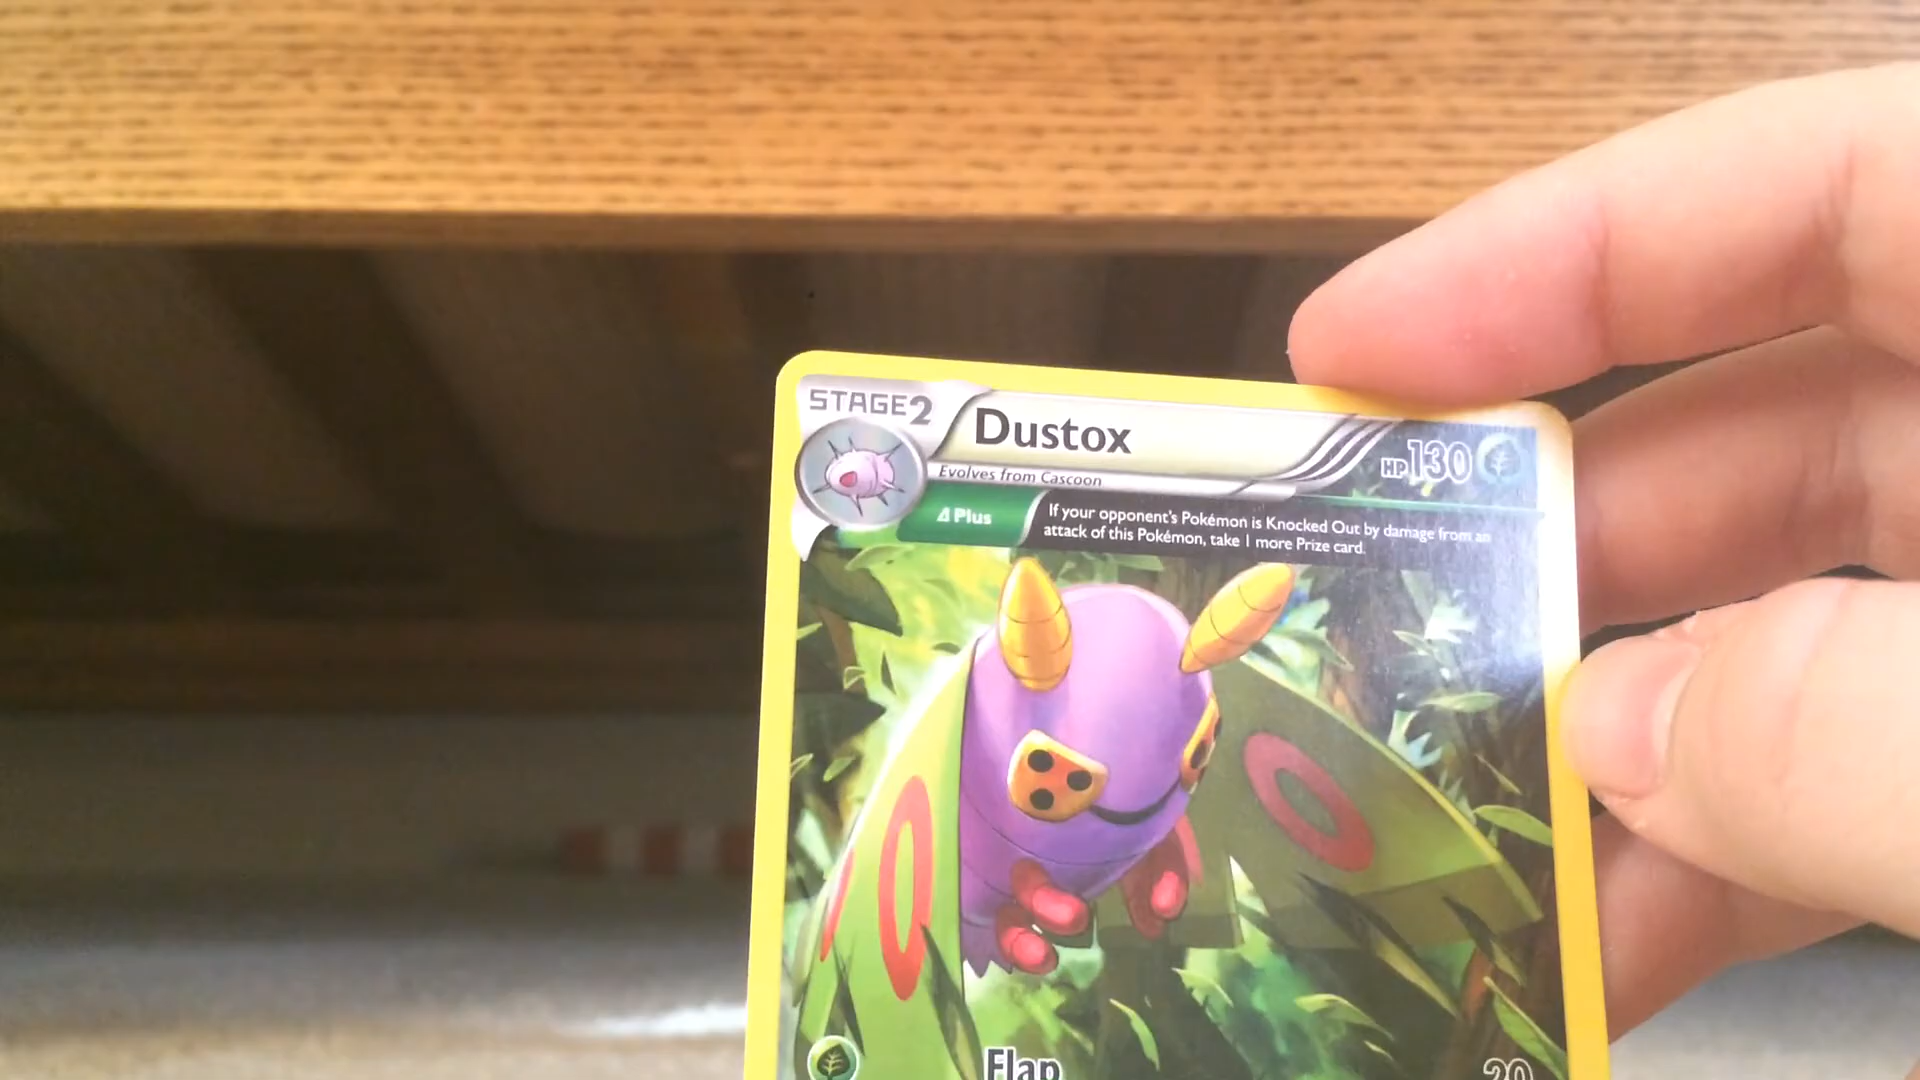 STAGE2
Dustox
HP130
Evolves from Cascoon
Δ Plus
If your opponent's Pokémon is Knocked Out by damage from an
attack of this Pokémon, take 1 more Prize card.
Flap 20